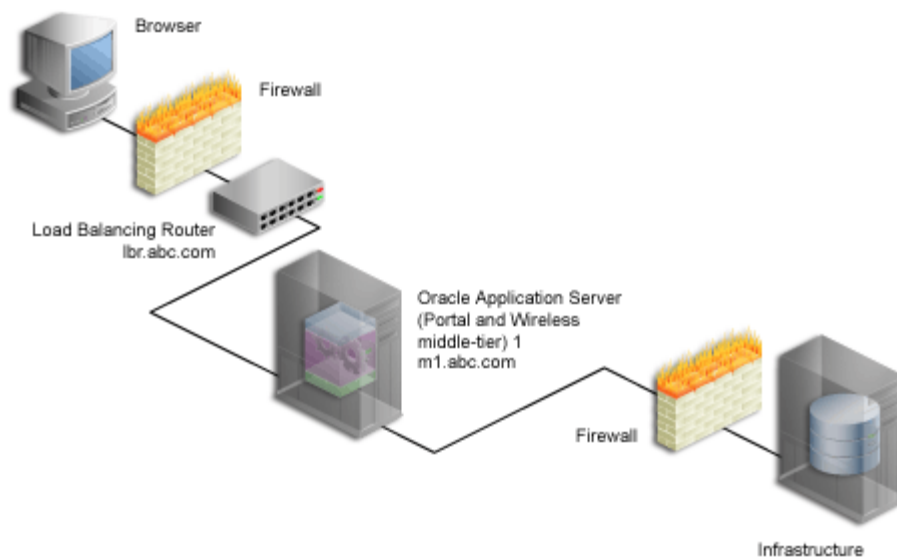 Browser
Firewall
Load Balancing Router
lbr.abc.com
Oracle Application Server
(Portal and Wireless
middle-tier) 1
m1.abc.com
Firewall
Infrastructure